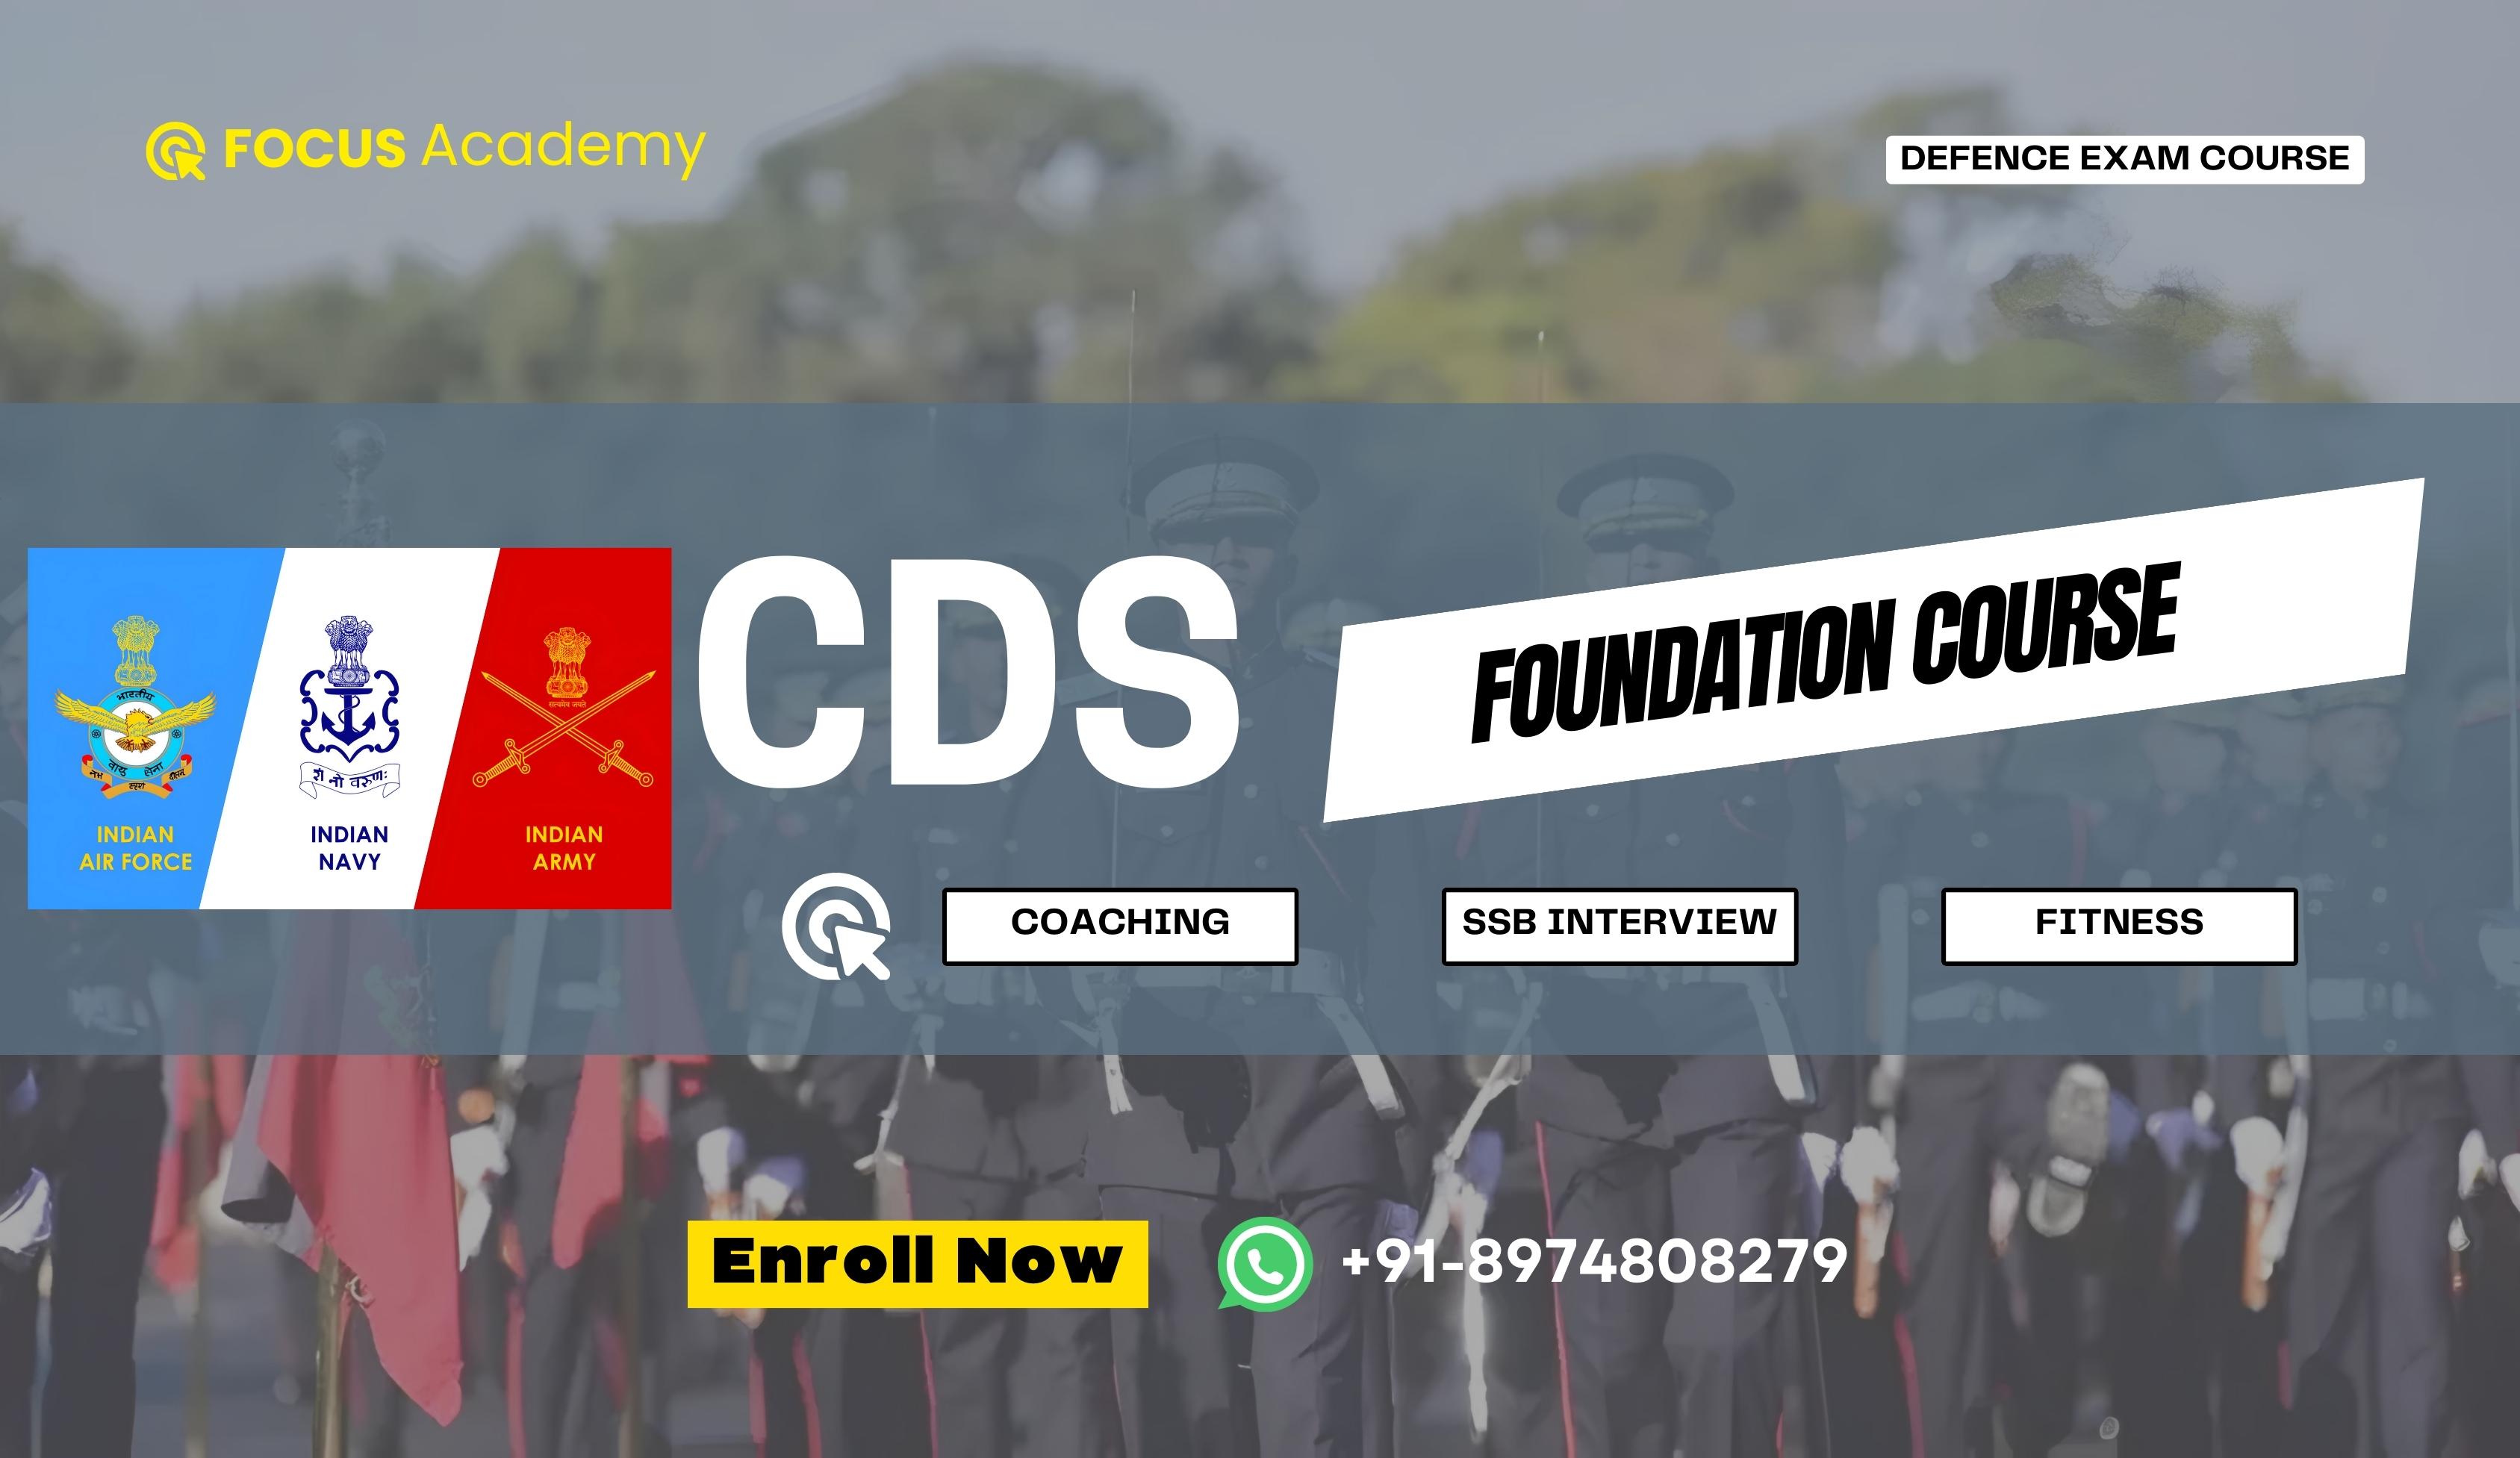 FOCUS Academy
DEFENCE EXAM COURSE
CDS
FOUNDATION COURSE
भारतीय
वायु सेना
नभ स्पृश दीप्तम्
INDIAN
AIR FORCE
शं नो वरुणः
INDIAN
NAVY
सत्यमेव जयते
INDIAN
ARMY
COACHING
SSB INTERVIEW
FITNESS
Enroll Now
+91-8974808279